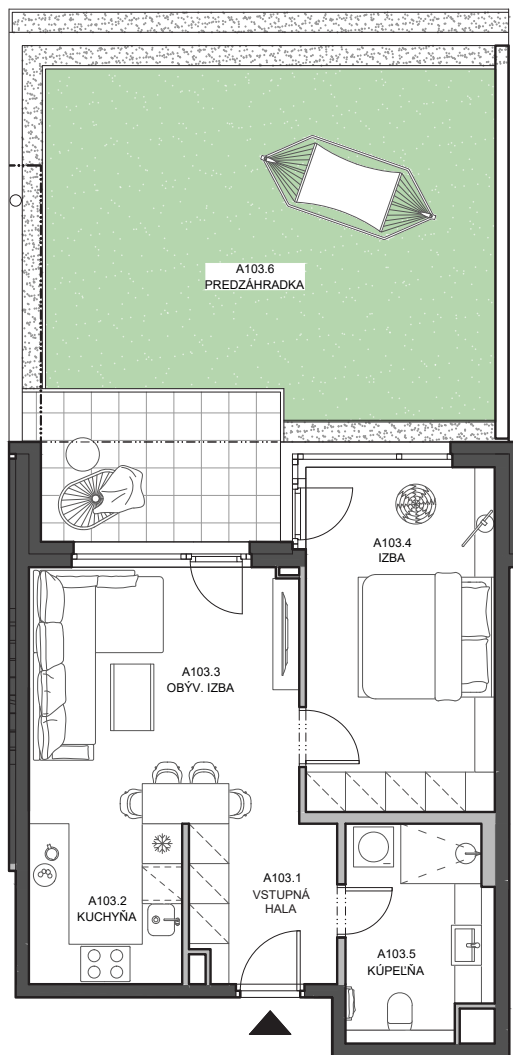 A103.6
PREDZÁHRADKA
A103.4
IZBA
A103.3
OBÝV. IZBA
A103.1
VSTUPNÁ
HALA
A103.2
KUCHYŇA
A103.5
KÚPEĽŇA